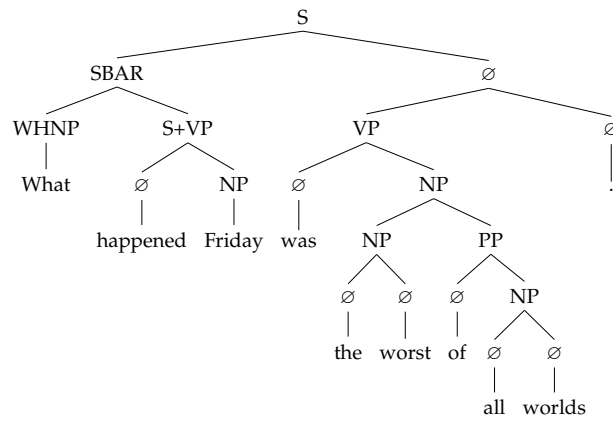 S
SBAR ∅
WHNP S+VP VP ∅
What ∅ NP ∅ NP .
happened Friday was NP PP
∅ ∅ ∅ NP
the worst of ∅ ∅
all worlds